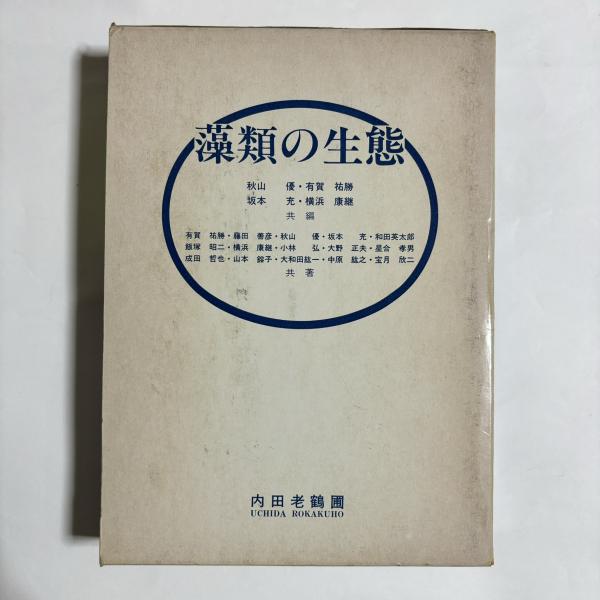 藻類の生態
秋山 優・有賀 祐勝
坂本 充・横浜 康継
共編
有賀 祐勝・藤田 善彦・秋山 優・坂本 充・和田英太郎
飯塚 昭二・横浜 康継・小林 弘・大野 正夫・星合 孝男
成田 哲也・山本 鎔子・大和田紘一・中原 紘之・宝月 欣二
共著
内田老鶴圃
UCHIDA ROKAKUHO